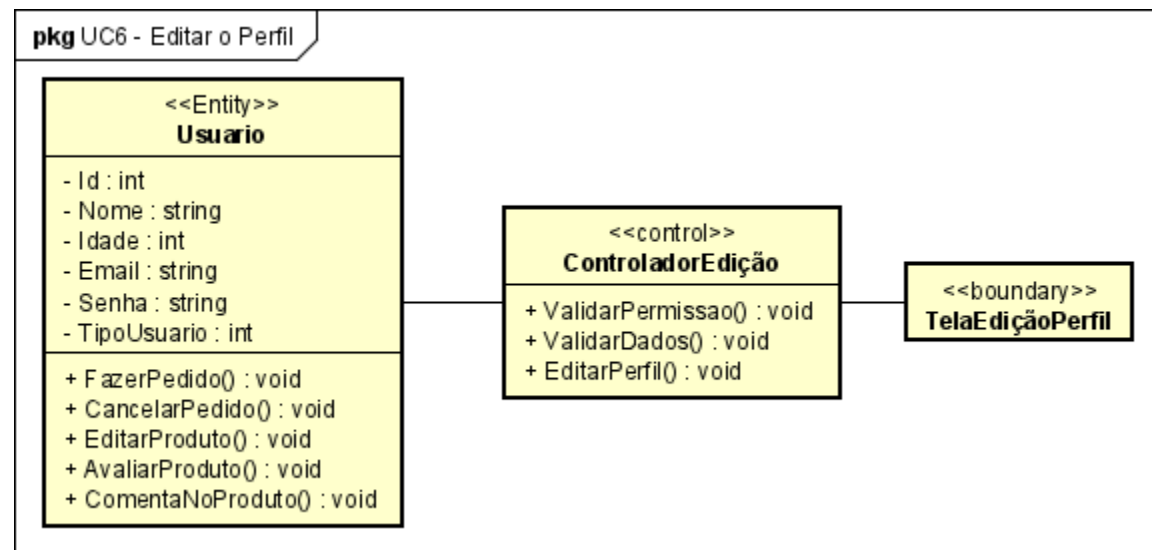 pkg UC6 - Editar o Perfil
<<Entity>>
Usuario
- Id : int
- Nome : string
- Idade : int
- Email : string
- Senha : string
- TipoUsuario : int
+ FazerPedido() : void
+ CancelarPedido() : void
+ EditarProduto() : void
+ AvaliarProduto() : void
+ ComentaNoProduto() : void
<<control>>
ControladorEdição
+ ValidarPermissao() : void
+ ValidarDados() : void
+ EditarPerfil() : void
<<boundary>>
TelaEdiçãoPerfil